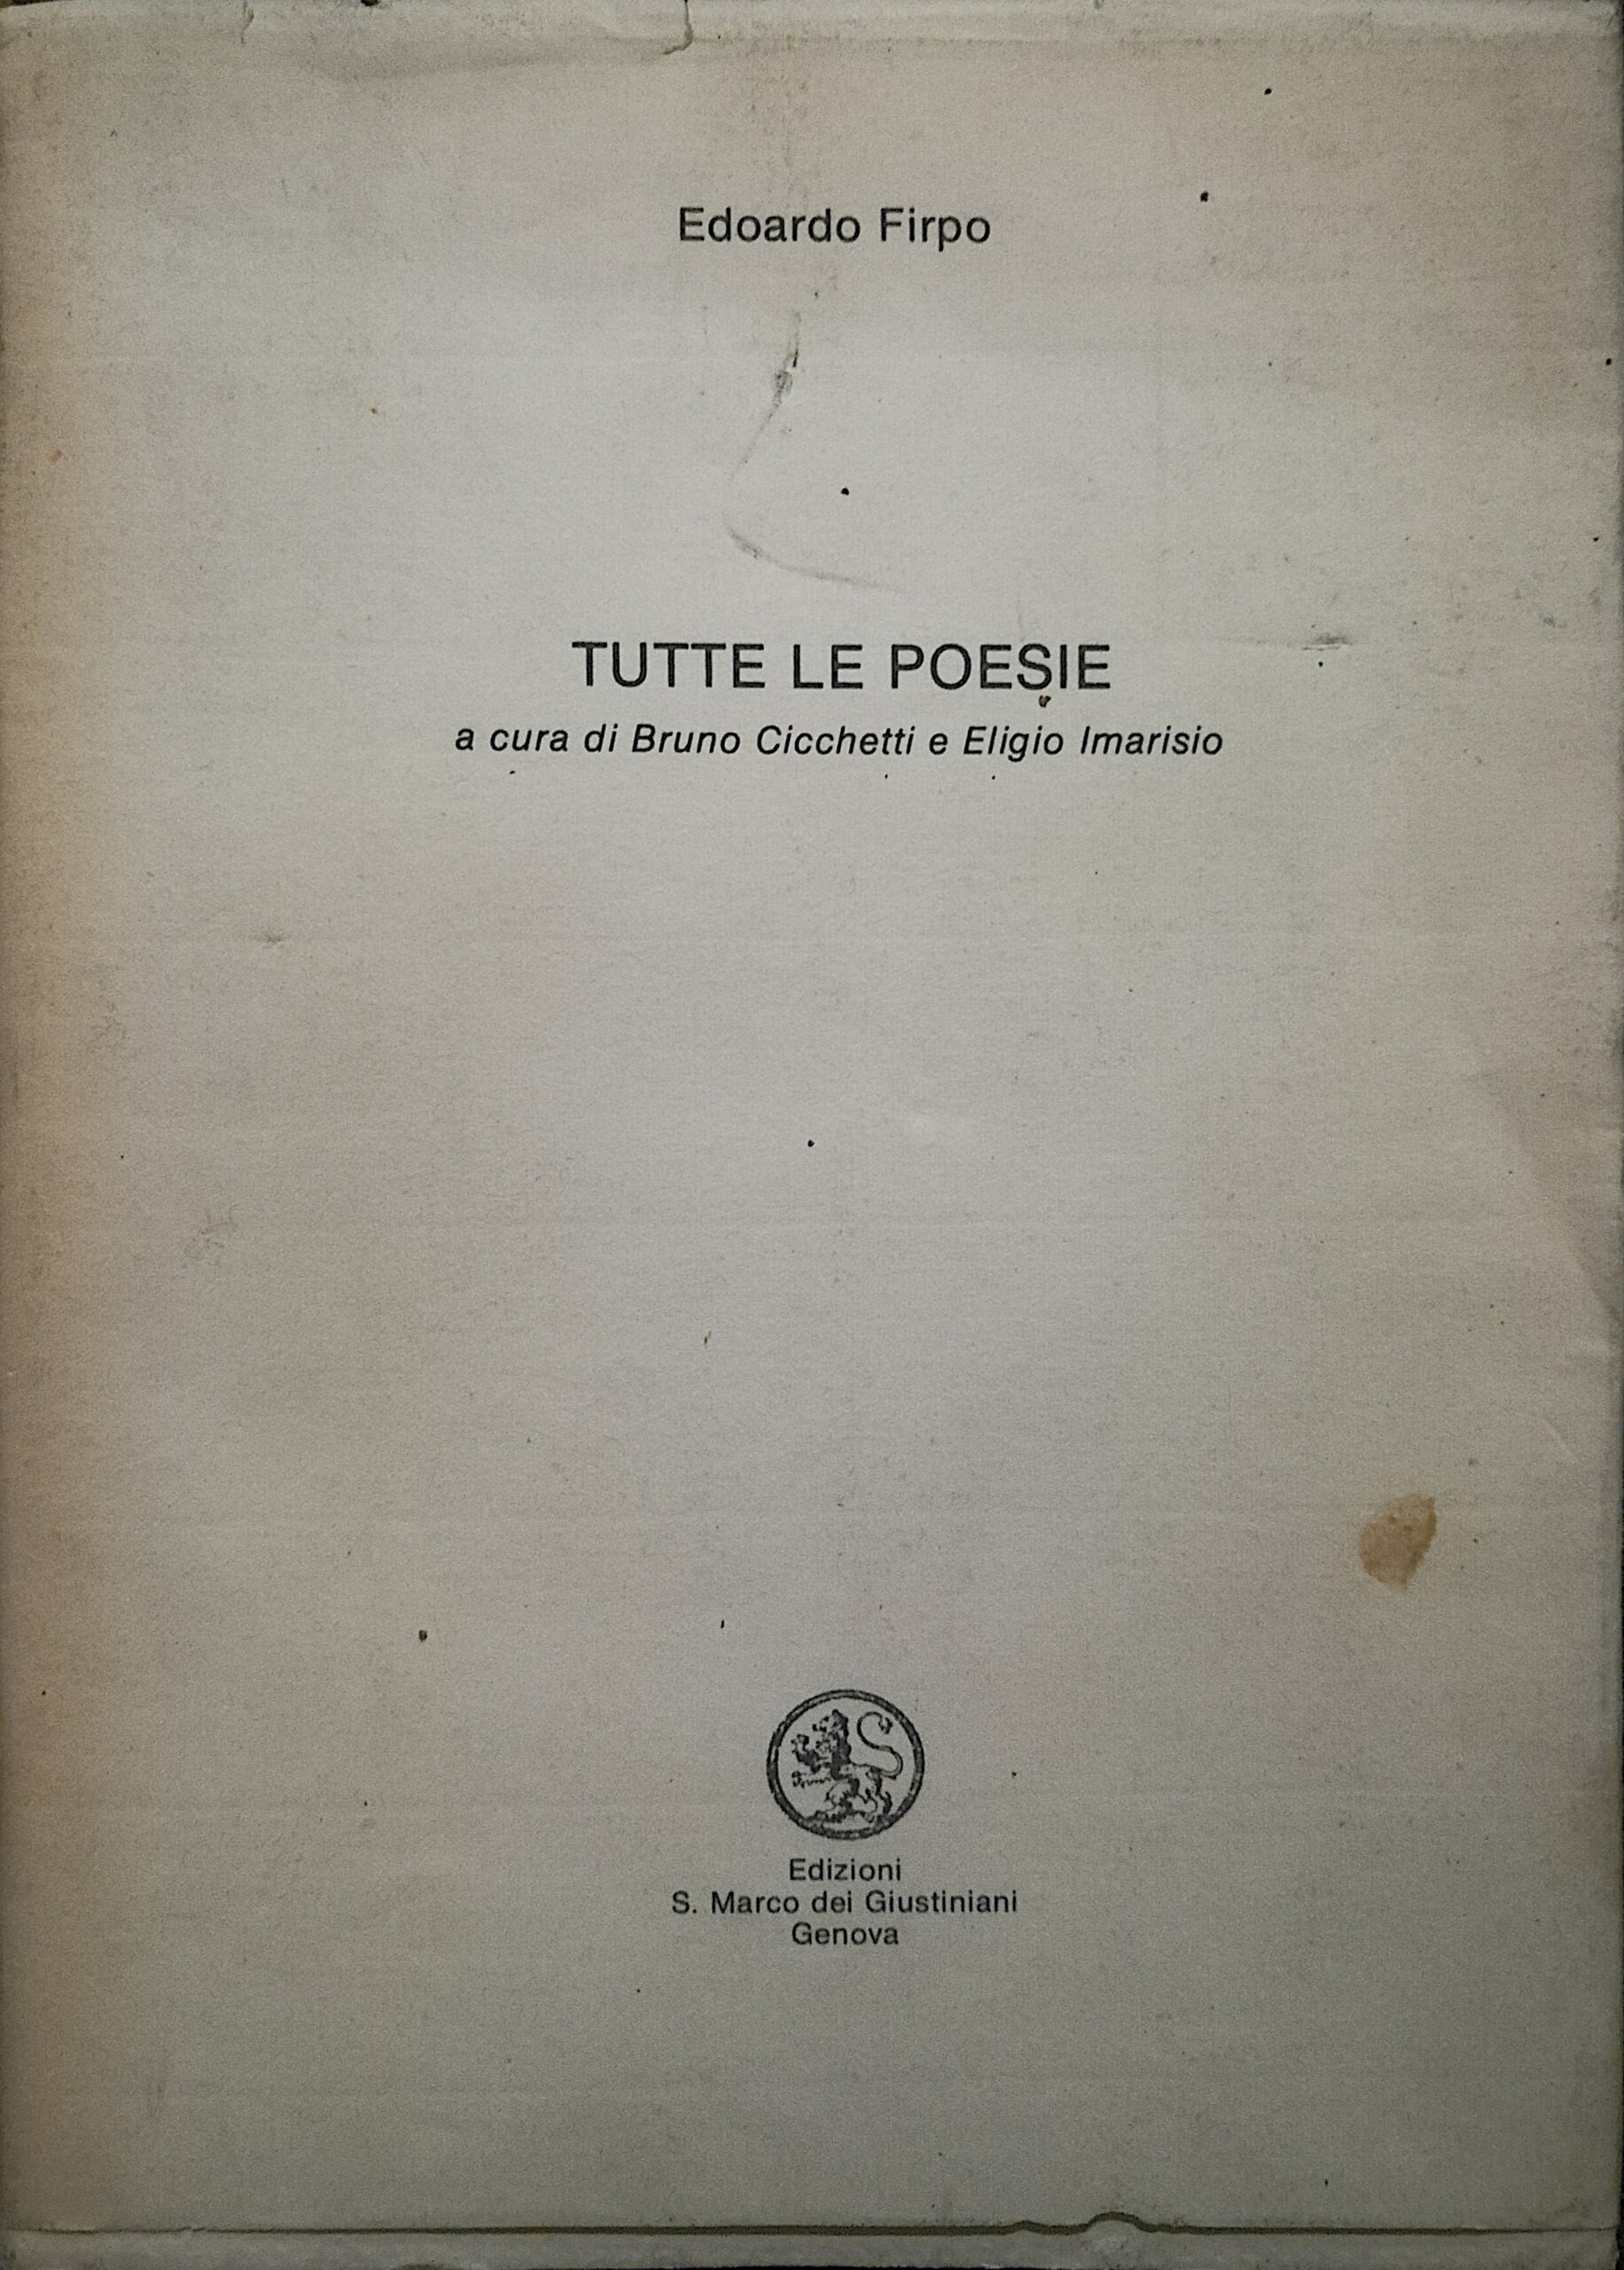 Edoardo Firpo
TUTTE LE POESIE
a cura di Bruno Cicchetti e Eligio Imarisio
Edizioni
S. Marco dei Giustiniani
Genova